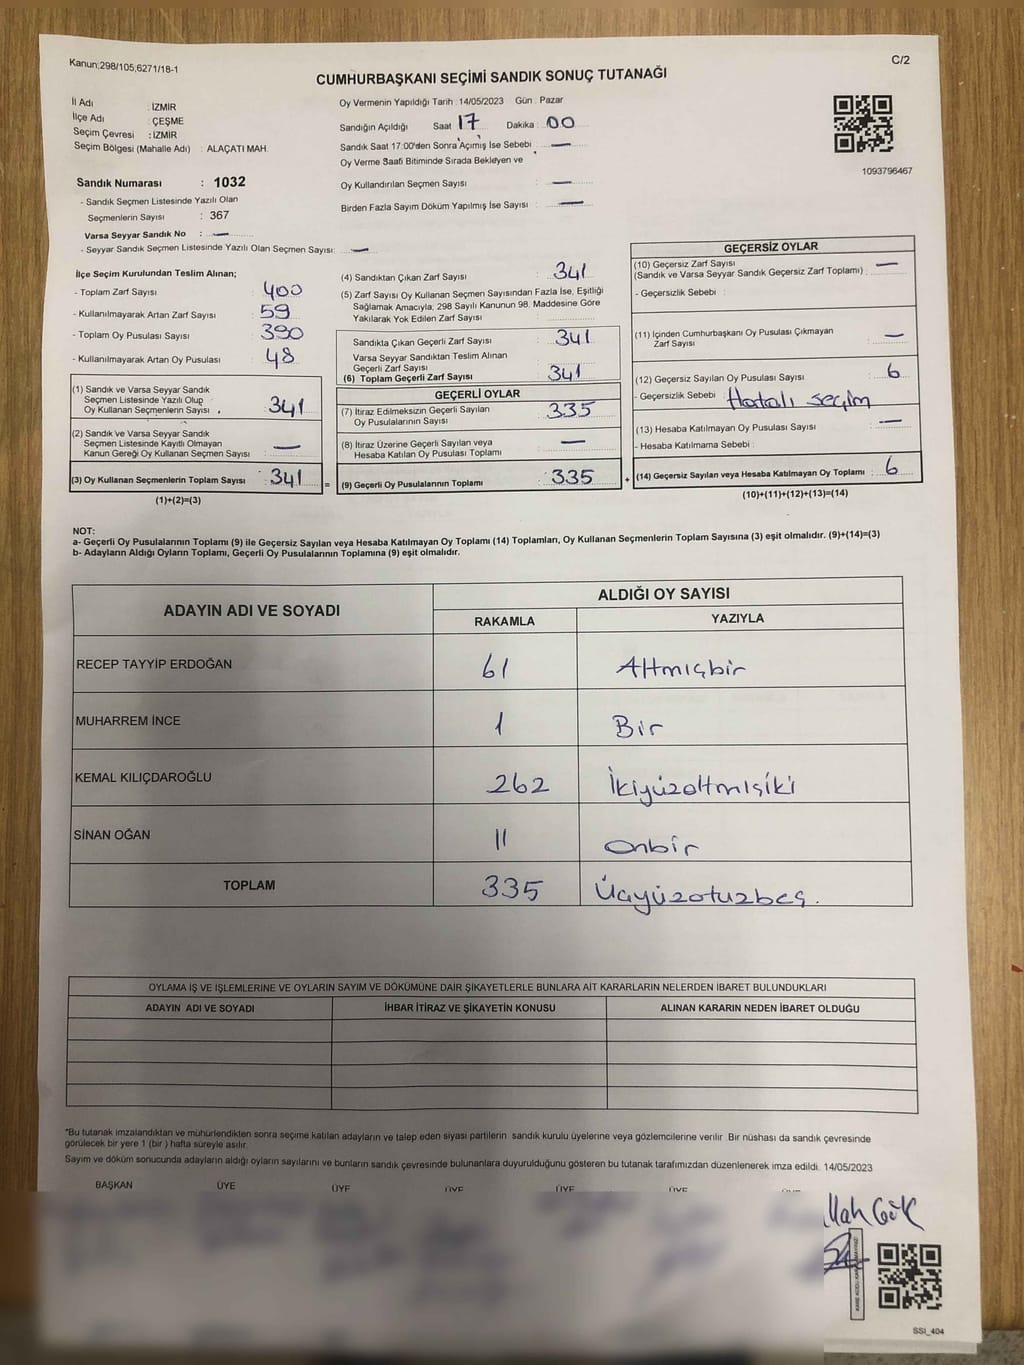 Kanun;298/105,6271/18-1
C/2
CUMHURBAŞKANI SEÇİMİ SANDIK SONUÇ TUTANAĞI
İl Adı : İZMİR
İlçe Adı : ÇEŞME
Seçim Çevresi : İZMİR
Seçim Bölgesi (Mahalle Adı) : ALAÇATI MAH.
Oy Vermenin Yapıldığı Tarih : 14/05/2023 Gün : Pazar
Sandığın Açıldığı Saat 17 Dakika : 00
Sandık Saat 17:00'den Sonra Açımış İse Sebebi : —
Oy Verme Saati Bitiminde Sırada Bekleyen ve
Oy Kullandırılan Seçmen Sayısı : —
Birden Fazla Sayım Döküm Yapılmış İse Sayısı : —
1093796467
Sandık Numarası : 1032
- Sandık Seçmen Listesinde Yazılı Olan
Seçmenlerin Sayısı : 367
Varsa Seyyar Sandık No : —
- Seyyar Sandık Seçmen Listesinde Yazılı Olan Seçmen Sayısı: —
İlçe Seçim Kurulundan Teslim Alınan;
- Toplam Zarf Sayısı : 400
- Kullanılmayarak Artan Zarf Sayısı : 59
- Toplam Oy Pusulası Sayısı : 390
- Kullanılmayarak Artan Oy Pusulası : 48
(1) Sandık ve Varsa Seyyar Sandık
Seçmen Listesinde Yazılı Olup
Oy Kullanan Seçmenlerin Sayısı : 341
(2) Sandık ve Varsa Seyyar Sandık
Seçmen Listesinde Kayıtlı Olmayan
Kanun Gereği Oy Kullanan Seçmen Sayısı : —
(3) Oy Kullanan Seçmenlerin Toplam Sayısı : 341 =
(1)+(2)=(3)
(4) Sandıktan Çıkan Zarf Sayısı : 341
(5) Zarf Sayısı Oy Kullanan Seçmen Sayısından Fazla İse, Eşitliği
Sağlamak Amacıyla; 298 Sayılı Kanunun 98. Maddesine Göre
Yakılarak Yok Edilen Zarf Sayısı :
Sandıkta Çıkan Geçerli Zarf Sayısı : 341
Varsa Seyyar Sandıktan Teslim Alınan
Geçerli Zarf Sayısı :
(6) Toplam Geçerli Zarf Sayısı 341
GEÇERLİ OYLAR
(7) İtiraz Edilmeksizin Geçerli Sayılan
Oy Pusulalarının Sayısı : 335
(8) İtiraz Üzerine Geçerli Sayılan veya
Hesaba Katılan Oy Pusulası Toplamı : —
(9) Geçerli Oy Pusulalarının Toplamı : 335 +
GEÇERSİZ OYLAR
(10) Geçersiz Zarf Sayısı —
(Sandık ve Varsa Seyyar Sandık Geçersiz Zarf Toplamı) :
- Geçersizlik Sebebi :
(11) İçinden Cumhurbaşkanı Oy Pusulası Çıkmayan
Zarf Sayısı : —
(12) Geçersiz Sayılan Oy Pusulası Sayısı : 6
- Geçersizlik Sebebi : Hatalı seçim
(13) Hesaba Katılmayan Oy Pusulası Sayısı : —
- Hesaba Katılmama Sebebi :
(14) Geçersiz Sayılan veya Hesaba Katılmayan Oy Toplamı : 6
(10)+(11)+(12)+(13)=(14)
NOT:
a- Geçerli Oy Pusulalarının Toplamı (9) ile Geçersiz Sayılan veya Hesaba Katılmayan Oy Toplamı (14) Toplamları, Oy Kullanan Seçmenlerin Toplam Sayısına (3) eşit olmalıdır. (9)+(14)=(3)
b- Adayların Aldığı Oyların Toplamı, Geçerli Oy Pusulalarının Toplamına (9) eşit olmalıdır.
ADAYIN ADI VE SOYADI
ALDIĞI OY SAYISI
RAKAMLA YAZIYLA
RECEP TAYYİP ERDOĞAN 61 Altmışbir
MUHARREM İNCE 1 Bir
KEMAL KILIÇDAROĞLU 262 İkiyüzaltmışiki
SİNAN OĞAN 11 Onbir
TOPLAM 335 Üçyüzotuzbeş.
OYLAMA İŞ VE İŞLEMLERİNE VE OYLARIN SAYIM VE DÖKÜMÜNE DAİR ŞİKAYETLERLE BUNLARA AİT KARARLARIN NELERDEN İBARET BULUNDUKLARI
ADAYIN ADI VE SOYADI İHBAR İTİRAZ VE ŞİKAYETİN KONUSU ALINAN KARARIN NEDEN İBARET OLDUĞU
*Bu tutanak imzalandıktan ve mühürlendikten sonra seçime katılan adayların ve talep eden siyasi partilerin sandık kurulu üyelerine veya gözlemcilerine verilir. Bir nüshası da sandık çevresinde
görülecek bir yere 1 (bir ) hafta süreyle asılır.
Sayım ve döküm sonucunda adayların aldığı oyların sayılarını ve bunların sandık çevresinde bulunanlara duyurulduğunu gösteren bu tutanak tarafımızdan düzenlenerek imza edildi. 14/05/2023
BAŞKAN ÜYE ÜYE ÜYE ÜYE ÜYE
llah Gök
SSI_404